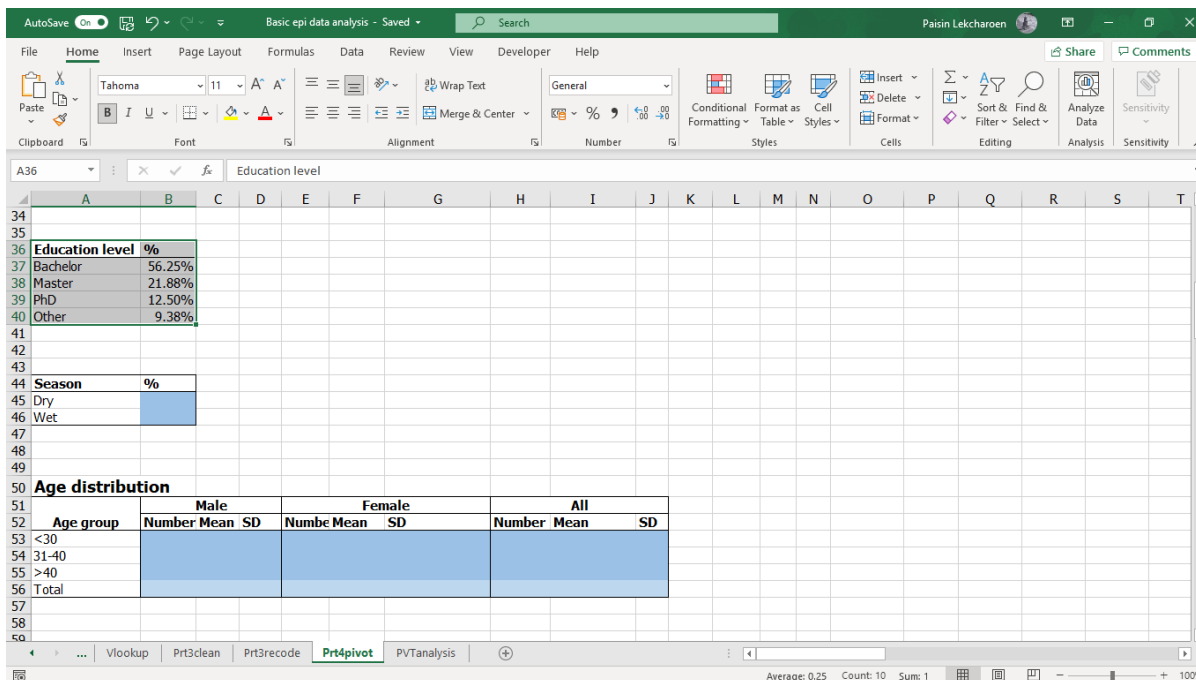 AutoSave On Basic epi data analysis - Saved Search Paisin Lekcharoen
File Home Insert Page Layout Formulas Data Review View Developer Help Share Comments
Paste Tahoma 11 A^ A˅ Wrap Text General Conditional Formatting Format as Table Cell Styles Insert Sort & Filter Find & Select Analyze Data Sensitivity
B I U A Merge & Center % 9 Delete
Format
Clipboard Font Alignment Number Styles Cells Editing Analysis Sensitivity
A36 fx Education level
A B C D E F G H I J K L M N O P Q R S T
34
35
36 Education level %
37 Bachelor 56.25%
38 Master 21.88%
39 PhD 12.50%
40 Other 9.38%
41
42
43
44 Season %
45 Dry
46 Wet
47
48
49
50 Age distribution
51 Male Female All
52 Age group Number Mean SD Numbe Mean SD Number Mean SD
53 <30
54 31-40
55 >40
56 Total
57
58
59
... Vlookup Prt3clean Prt3recode Prt4pivot PVTanalysis
Average: 0.25 Count: 10 Sum: 1 100%